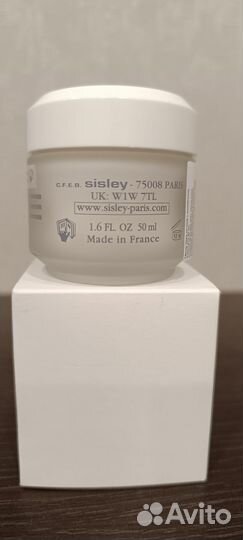 C.F.E.B. sisley - 75008 PARIS
UK: W1W 7TL
www.sisley-paris.com
1.6 FL. OZ 50 ml
Made in France
Avito